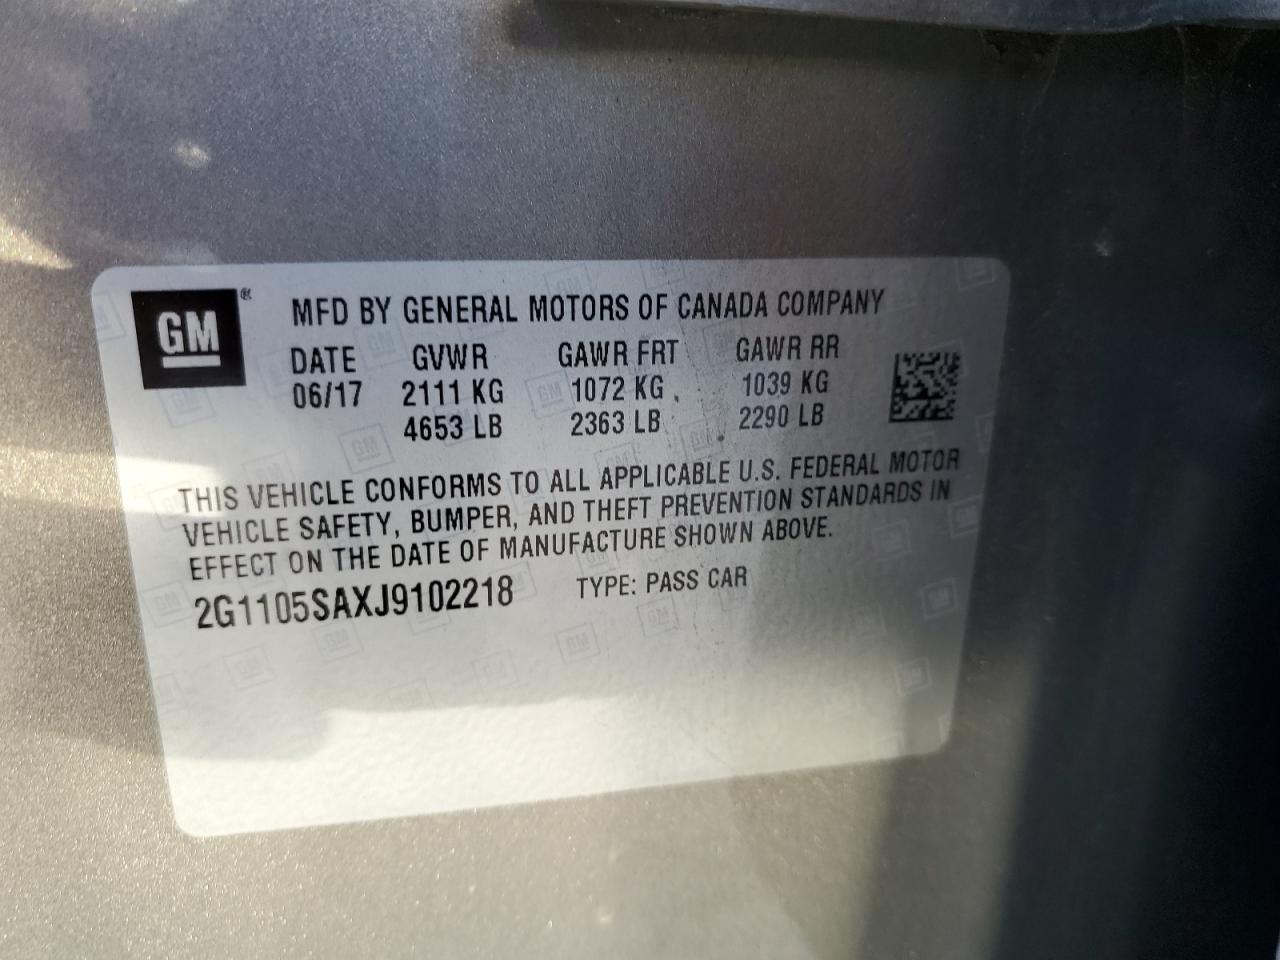 GM ®
MFD BY GENERAL MOTORS OF CANADA COMPANY
DATE GVWR GAWR FRT GAWR RR
06/17 2111 KG 1072 KG 1039 KG
4653 LB 2363 LB 2290 LB
THIS VEHICLE CONFORMS TO ALL APPLICABLE U.S. FEDERAL MOTOR
VEHICLE SAFETY, BUMPER, AND THEFT PREVENTION STANDARDS IN
EFFECT ON THE DATE OF MANUFACTURE SHOWN ABOVE.
2G1105SAXJ9102218 TYPE: PASS CAR